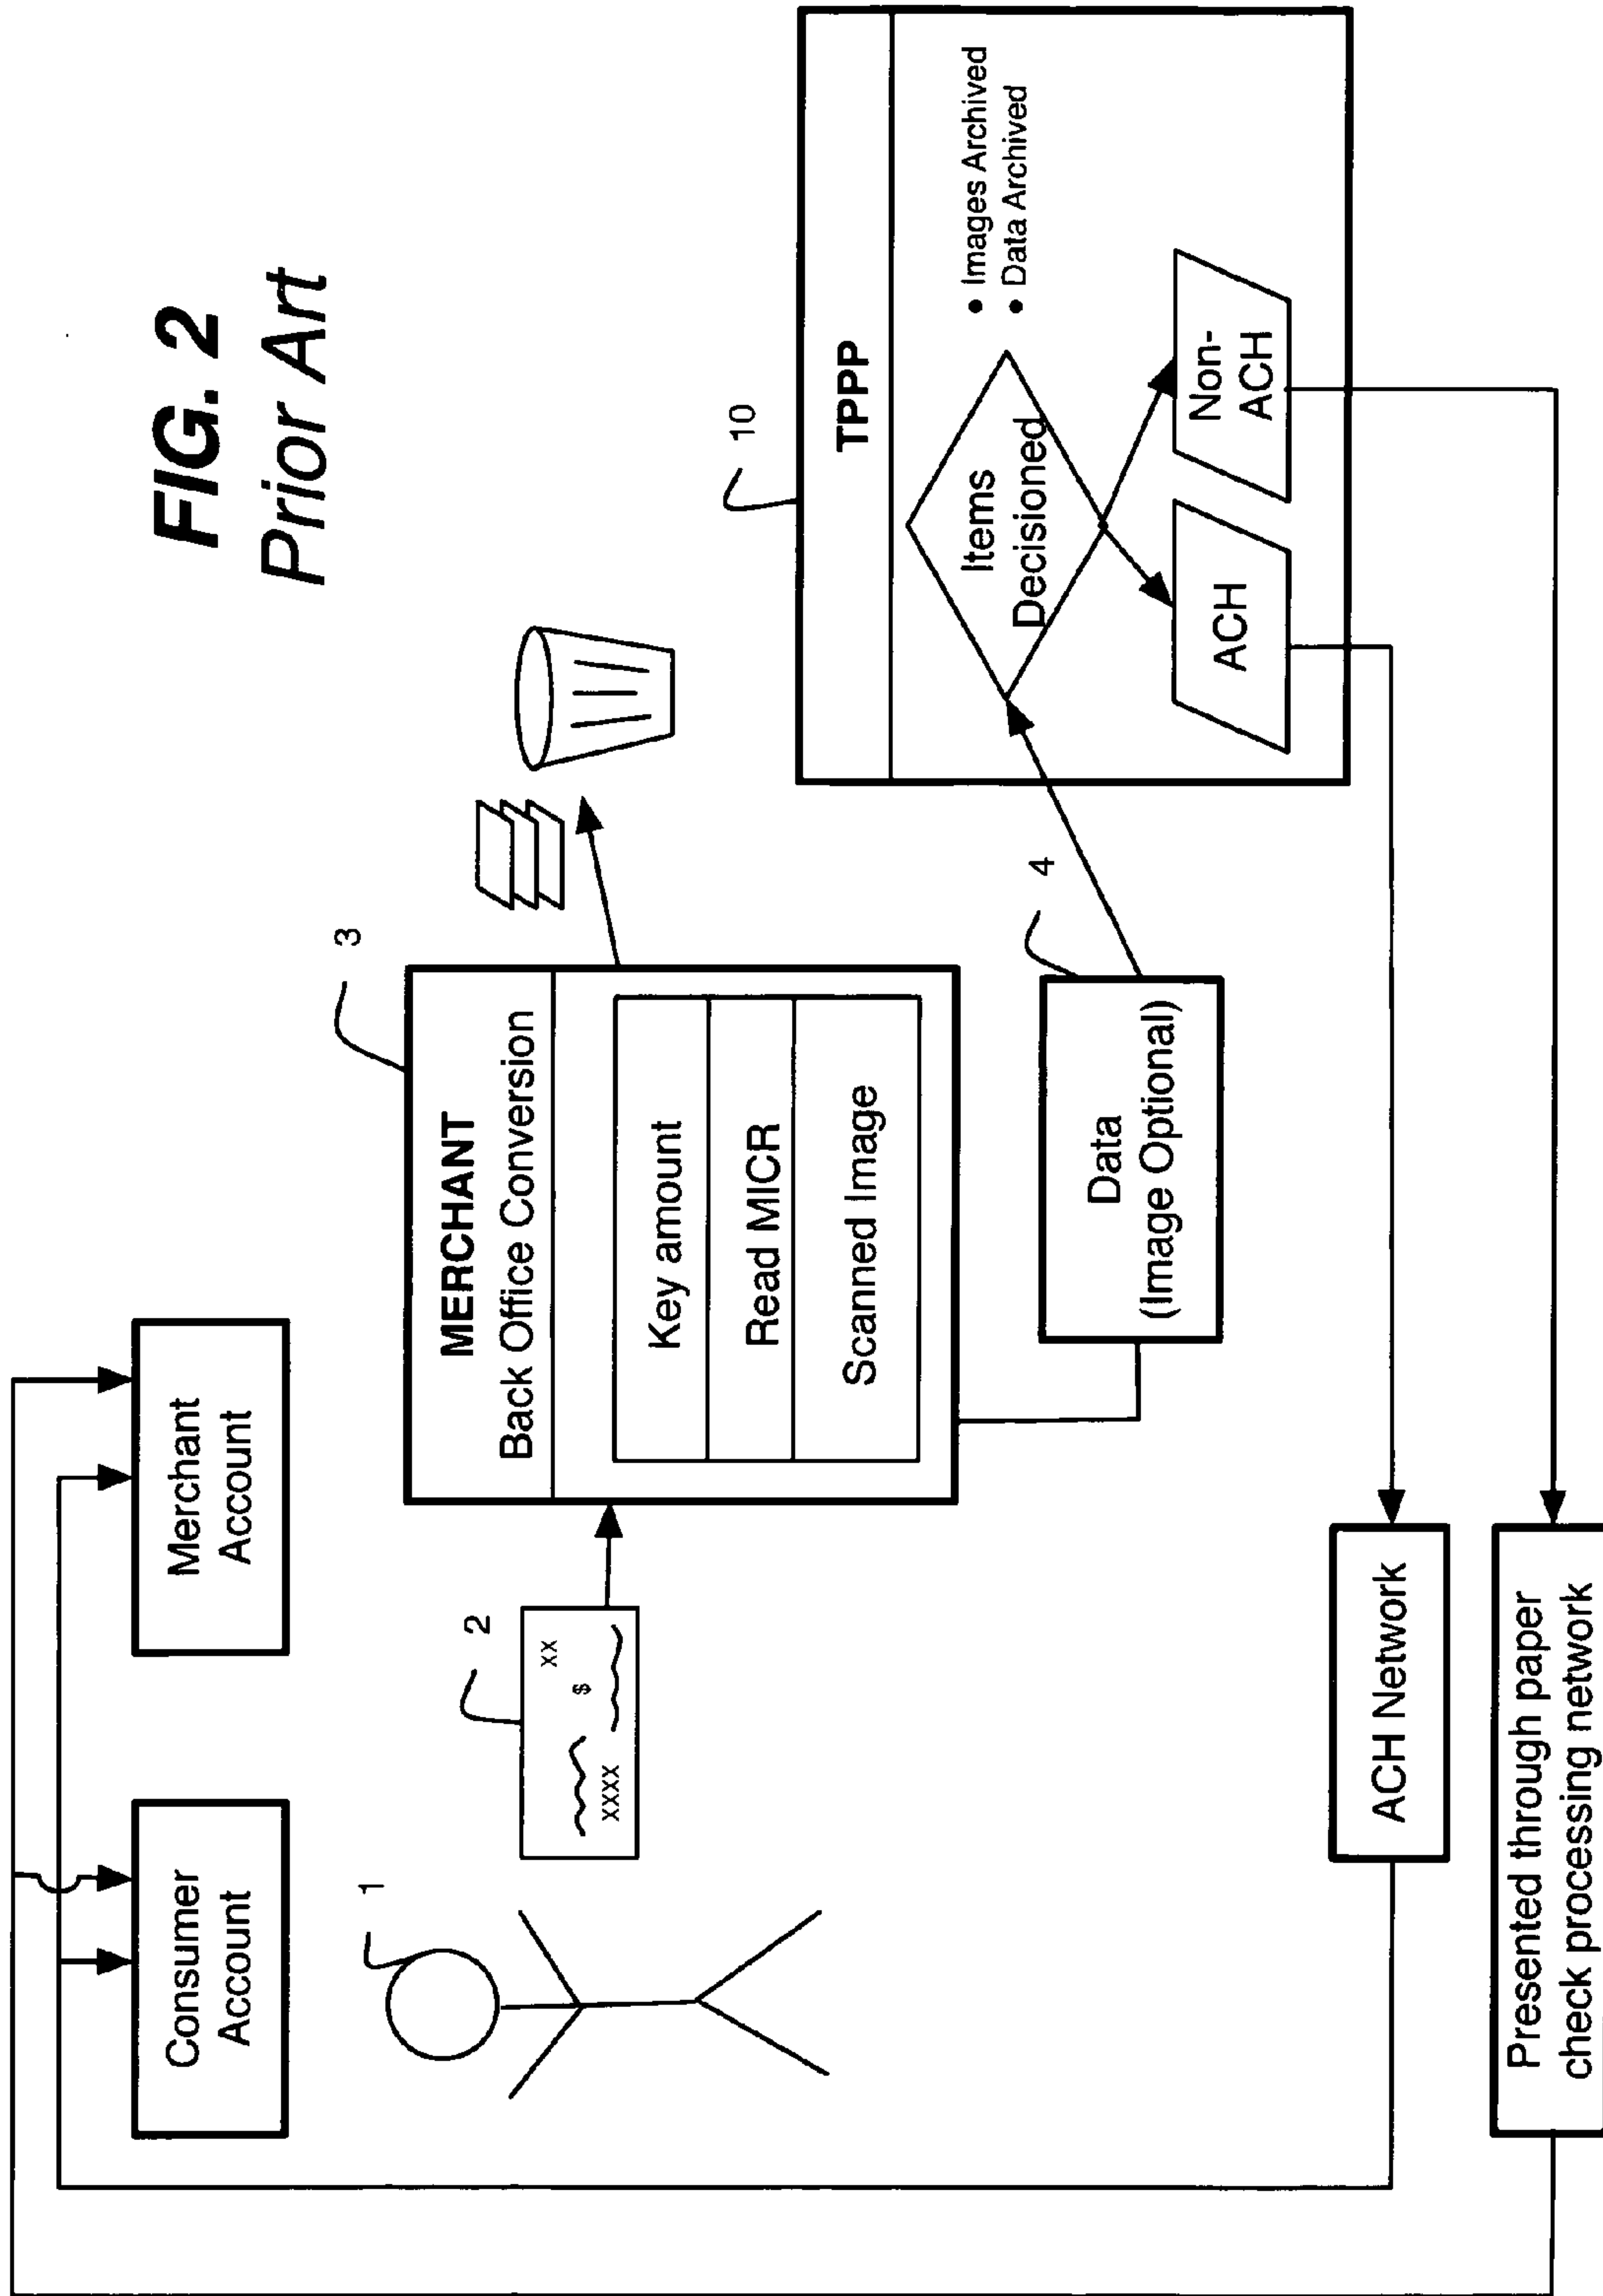 FIG. 2
Prior Art
Consumer
Account
Merchant
Account
1
2
xx
$
xxxx
3
MERCHANT
Back Office Conversion
Key amount
Read MICR
Scanned Image
4
Data
(Image Optional)
10
TPPP
Items
Decisioned
• Images Archived
• Data Archived
ACH
Non-
ACH
ACH Network
Presented through paper
check processing network